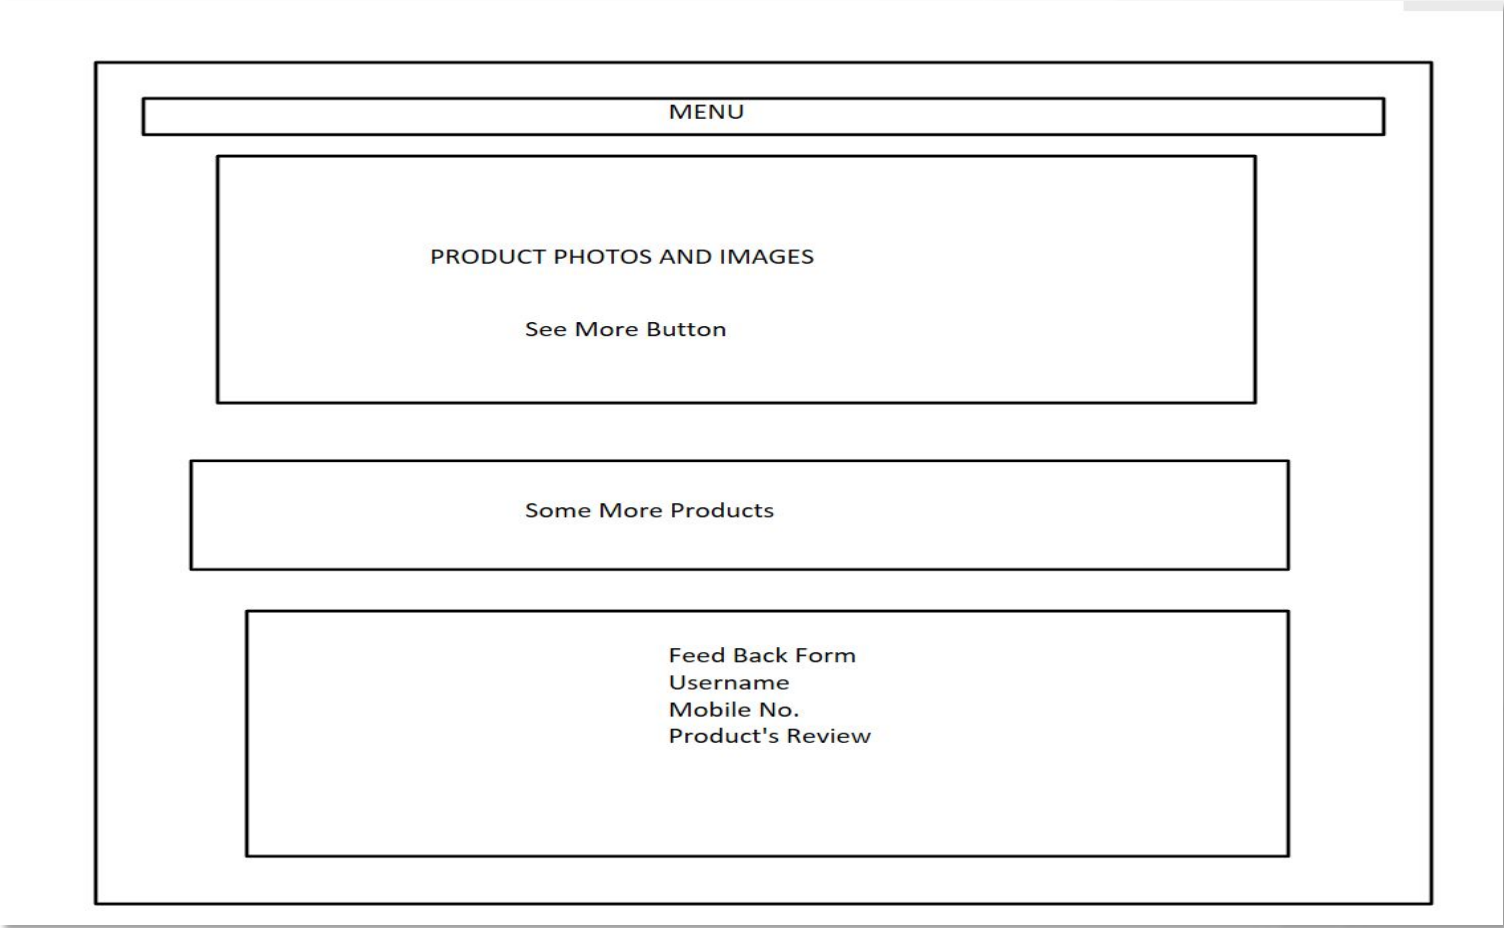 MENU
PRODUCT PHOTOS AND IMAGES
See More Button
Some More Products
Feed Back Form
Username
Mobile No.
Product's Review